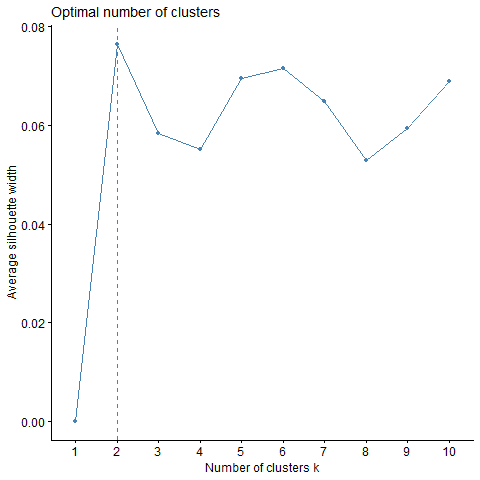 Optimal number of clusters
0.08
0.06
0.04
0.02
0.00
Average silhouette width
1 2 3 4 5 6 7 8 9 10
Number of clusters k